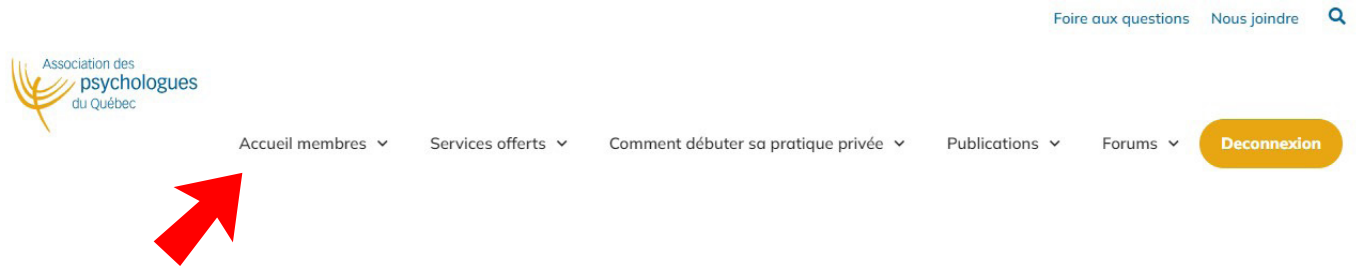 Foire aux questions Nous joindre
Association des
psychologues
du Québec
Accueil membres Services offerts Comment débuter sa pratique privée Publications Forums Deconnexion